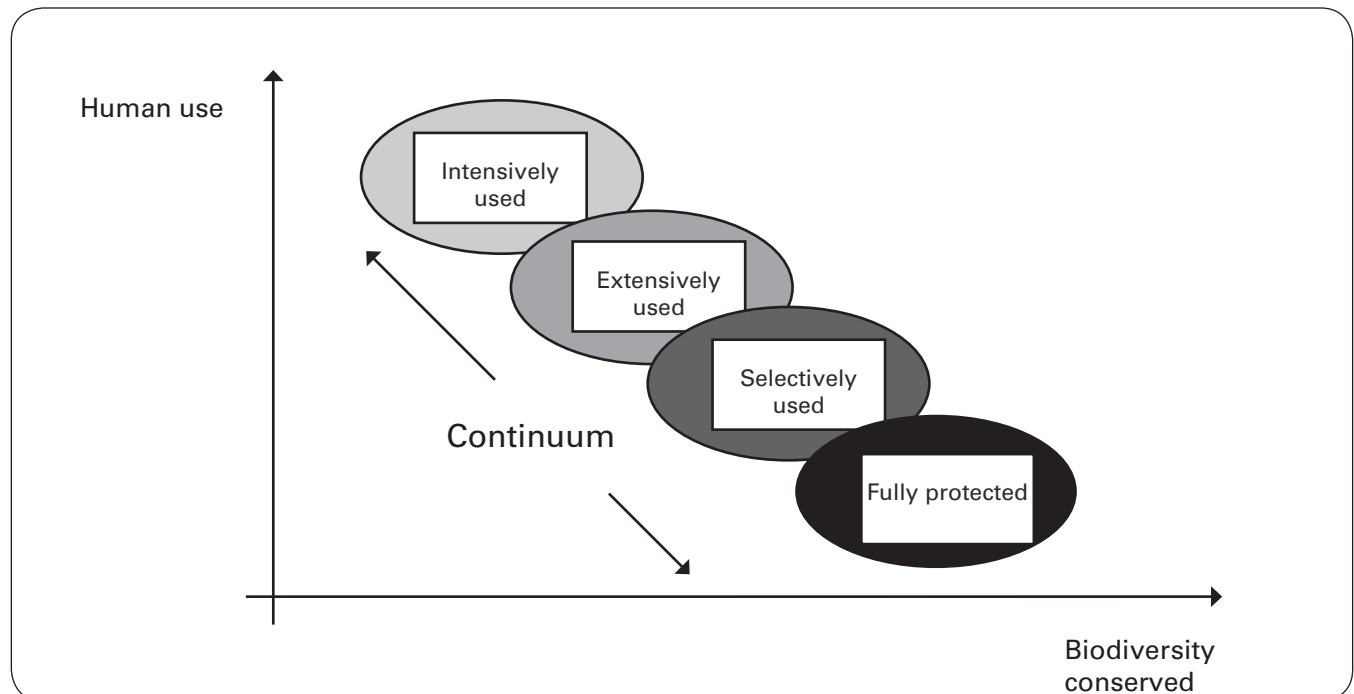 Human use
Intensively
used
Extensively
used
Selectively
used
Continuum
Fully protected
Biodiversity
conserved